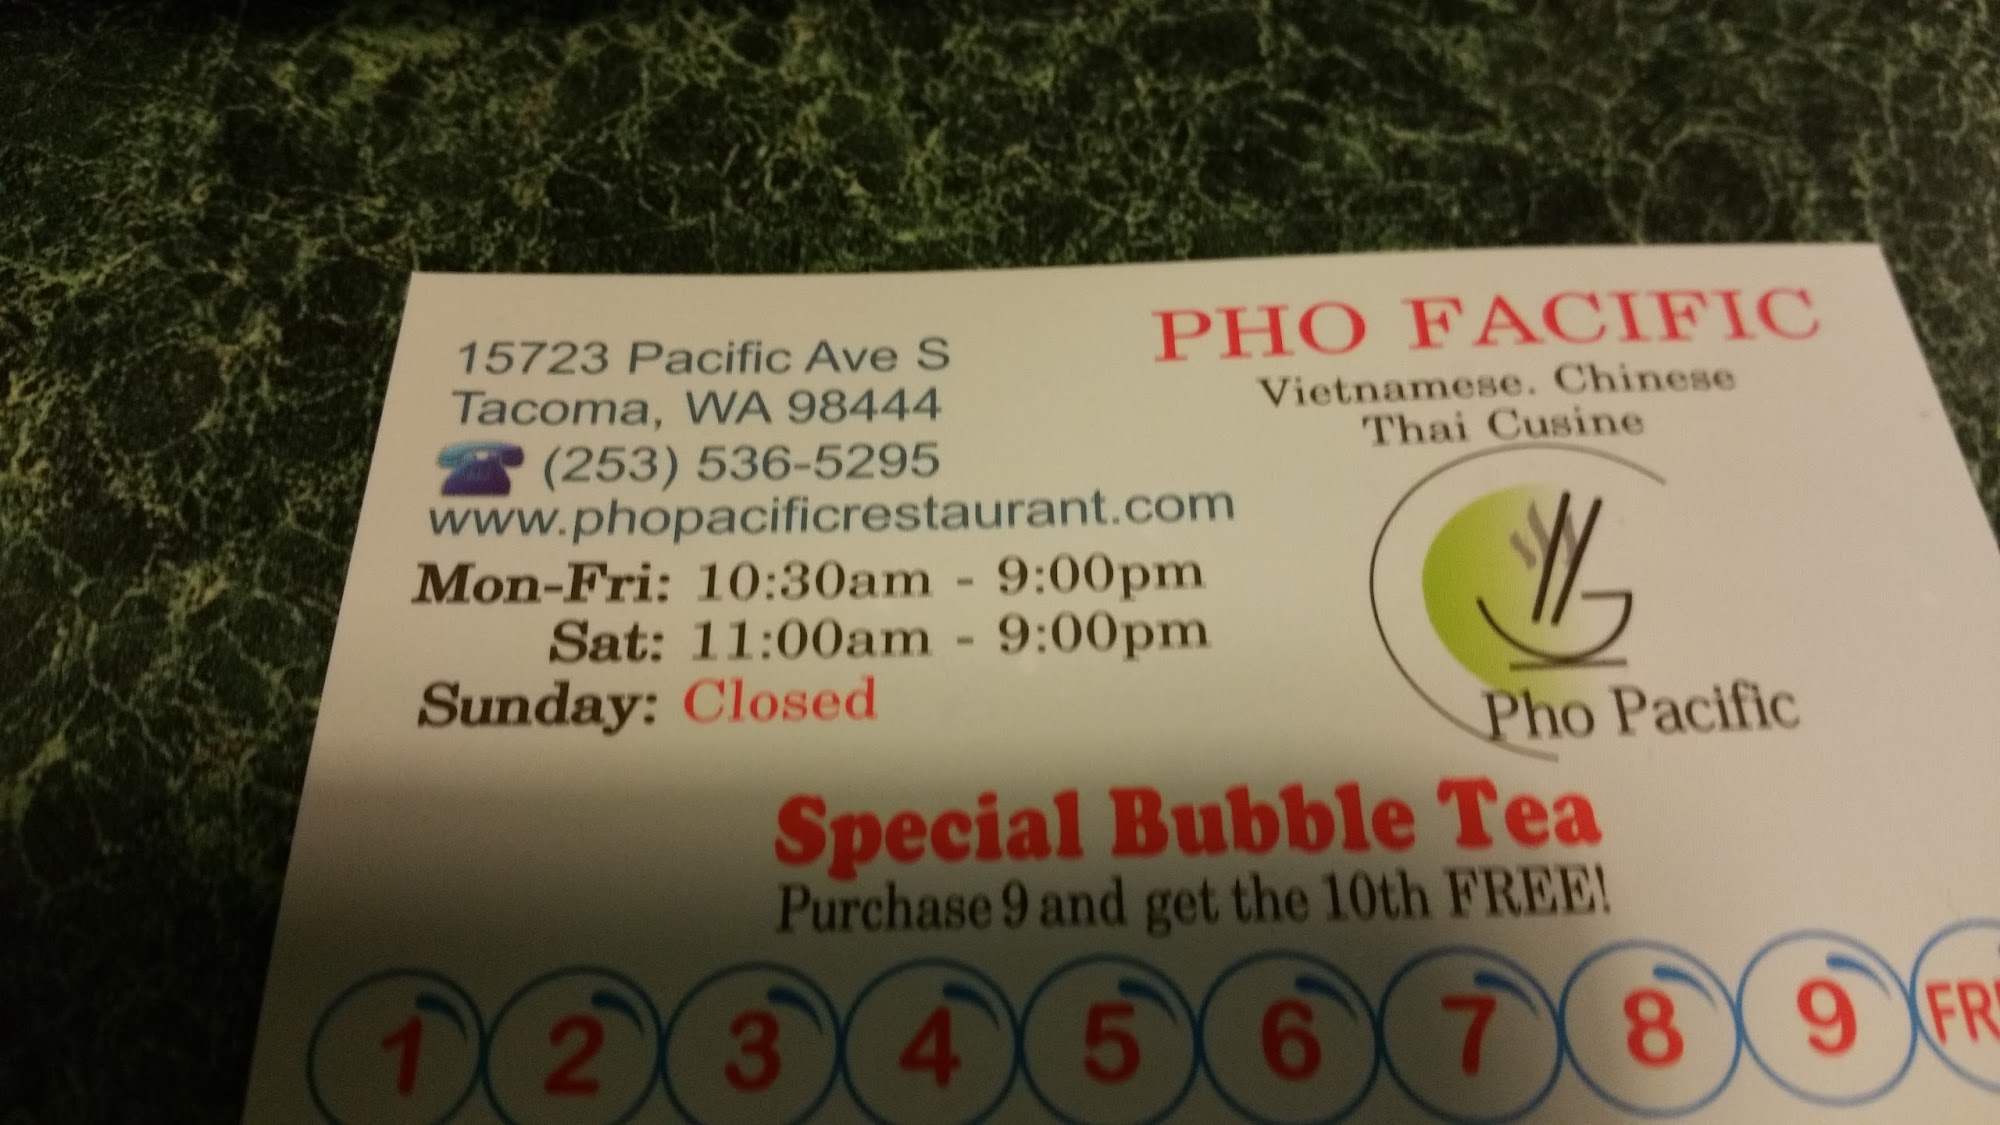 15723 Pacific Ave S
Tacoma, WA 98444
(253) 536-5295
www.phopacificrestaurant.com
Mon-Fri: 10:30am - 9:00pm
Sat: 11:00am - 9:00pm
Sunday: Closed
PHO FACIFIC
Vietnamese. Chinese
Thai Cusine
Pho Pacific
Special Bubble Tea
Purchase 9 and get the 10th FREE!
1 2 3 4 5 6 7 8 9